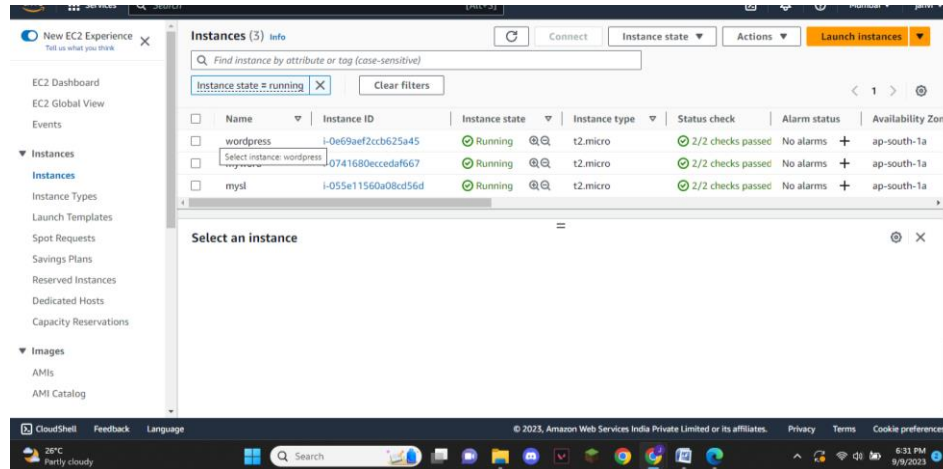 Services
Search
[Alt+S]
Mumbai
janvi
New EC2 Experience
Tell us what you think
EC2 Dashboard
EC2 Global View
Events
Instances
Instances
Instance Types
Launch Templates
Spot Requests
Savings Plans
Reserved Instances
Dedicated Hosts
Capacity Reservations
Images
AMIs
AMI Catalog
Instances (3) Info
Connect Instance state Actions Launch instances
Find instance by attribute or tag (case-sensitive)
Instance state = running Clear filters
1
Name Instance ID Instance state Instance type Status check Alarm status Availability Zon
wordpress i-0e69aef2ccb625a45 Running t2.micro 2/2 checks passed No alarms + ap-south-1a
Select instance: wordpress
i-0741680eccedaf667 Running t2.micro 2/2 checks passed No alarms + ap-south-1a
mysl i-055e11560a08cd56d Running t2.micro 2/2 checks passed No alarms + ap-south-1a
Select an instance
CloudShell Feedback Language © 2023, Amazon Web Services India Private Limited or its affiliates. Privacy Terms Cookie preferences
26°C
Partly cloudy
Search
6:31 PM
9/9/2023